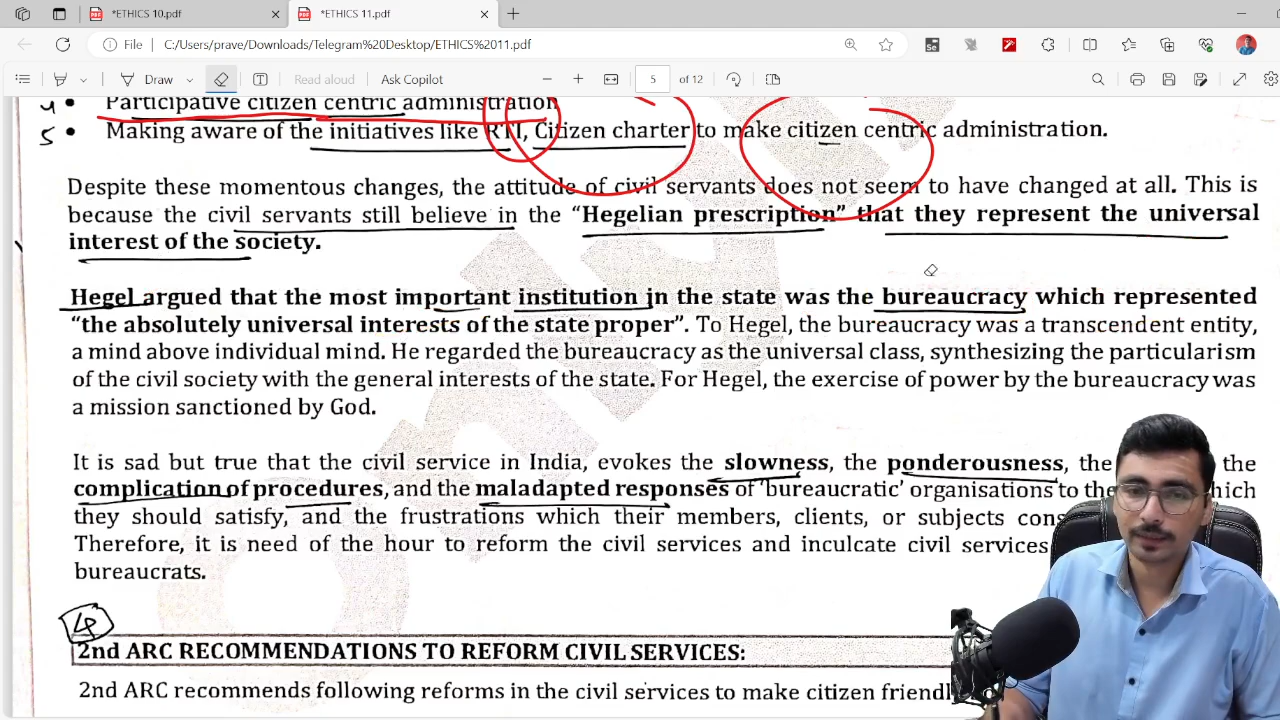 *ETHICS 10.pdf
*ETHICS 11.pdf
File C:/Users/prave/Downloads/Telegram%20Desktop/ETHICS%2011.pdf
Draw Read aloud Ask Copilot 5 of 12
4 • Participative citizen centric administration
5 • Making aware of the initiatives like RTI, Citizen charter to make citizen centric administration.
Despite these momentous changes, the attitude of civil servants does not seem to have changed at all. This is
because the civil servants still believe in the “Hegelian prescription” that they represent the universal
interest of the society.
Hegel argued that the most important institution in the state was the bureaucracy which represented
“the absolutely universal interests of the state proper”. To Hegel, the bureaucracy was a transcendent entity,
a mind above individual mind. He regarded the bureaucracy as the universal class, synthesizing the particularism
of the civil society with the general interests of the state. For Hegel, the exercise of power by the bureaucracy was
a mission sanctioned by God.
It is sad but true that the civil service in India, evokes the slowness, the ponderousness, the the
complication of procedures, and the maladapted responses of ‘bureaucratic’ organisations to the which
they should satisfy, and the frustrations which their members, clients, or subjects
Therefore, it is need of the hour to reform the civil services and inculcate civil services
bureaucrats.
4
2nd ARC RECOMMENDATIONS TO REFORM CIVIL SERVICES:
2nd ARC recommends following reforms in the civil services to make citizen